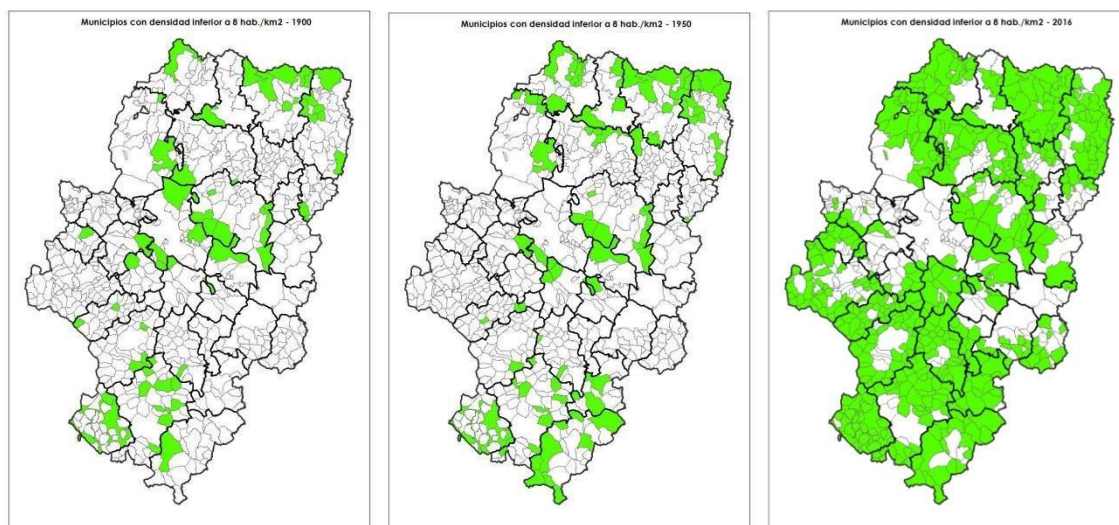 Municipios con densidad inferior a 8 hab./km2 - 1900
Municipios con densidad inferior a 8 hab./km2 - 1950
Municipios con densidad inferior a 8 hab./km2 - 2016